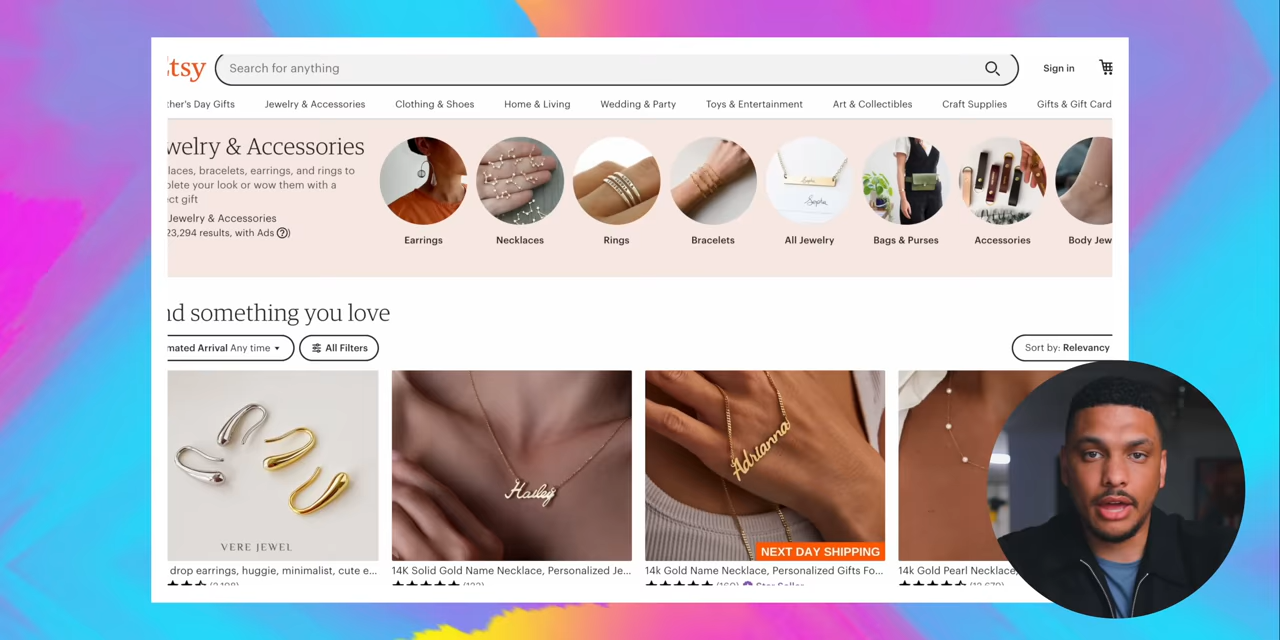 tsy
Search for anything
Sign in
her's Day Gifts
Jewelry & Accessories
Clothing & Shoes
Home & Living
Wedding & Party
Toys & Entertainment
Art & Collectibles
Craft Supplies
Gifts & Gift Card
welry & Accessories
laces, bracelets, earrings, and rings to
lete your look or wow them with a
ect gift
Jewelry & Accessories
23,294 results, with Ads ?)
Earrings
Necklaces
Rings
Bracelets
Sophie
All Jewelry
Bags & Purses
Accessories
Body Jew
nd something you love
mated Arrival Any time
All Filters
Sort by: Relevancy
VERE JEWEL
Hailey
Adrianna
NEXT DAY SHIPPING
drop earrings, huggie, minimalist, cute e...
14K Solid Gold Name Necklace, Personalized Je...
14k Gold Name Necklace, Personalized Gifts Fo...
14k Gold Pearl Necklace,